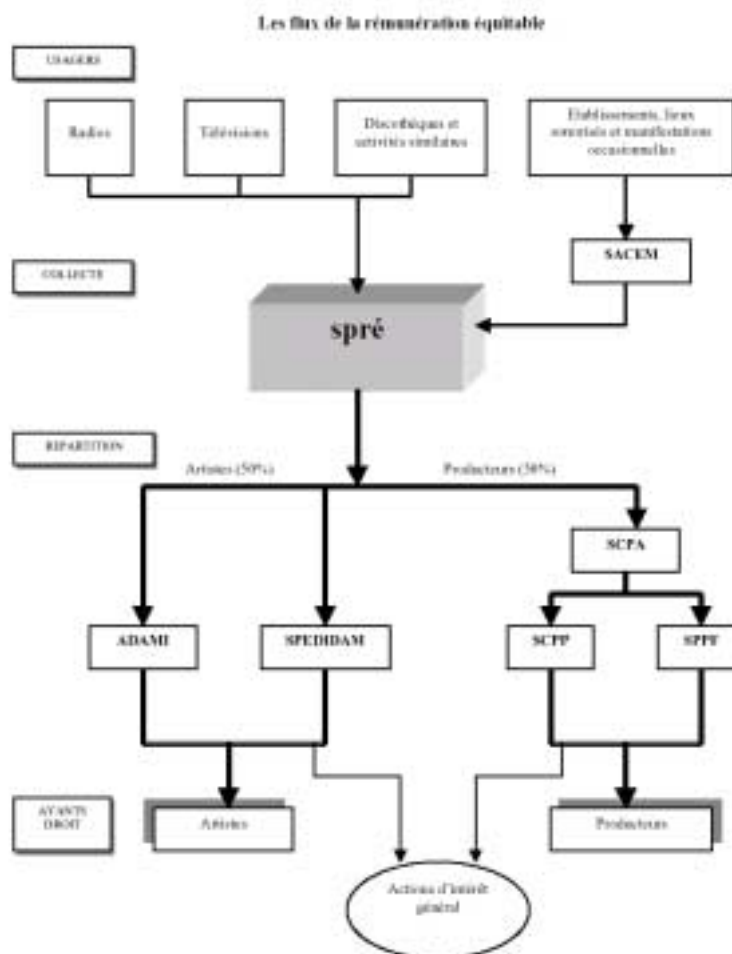 Les flux de la rémunération équitable
USAGERS
Radios
Télévisions
Discothèques et
activités similaires
Etablissements, lieux
sonorisés et manifestations
occasionnelles
SACEM
COLLECTE
spré
REPARTITION
Artistes (50%)
Producteurs (50%)
SCPA
ADAMI
SPEDIDAM
SCPP
SPPF
AYANTS
DROIT
Artistes
Producteurs
Actions d'intérêt
général